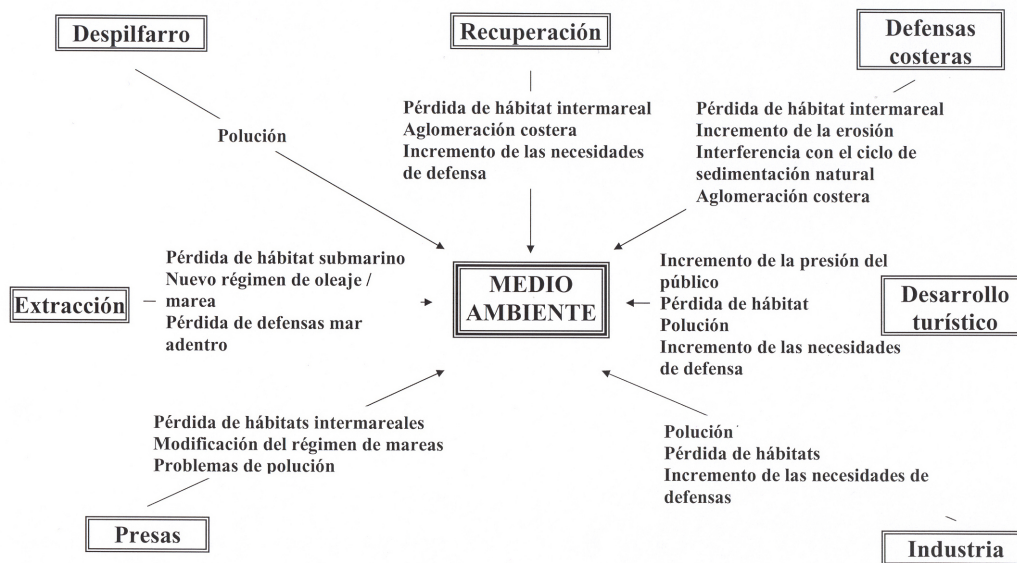 Despilfarro
Recuperación
Defensas
costeras
Polución
Pérdida de hábitat intermareal
Aglomeración costera
Incremento de las necesidades
de defensa
Pérdida de hábitat intermareal
Incremento de la erosión
Interferencia con el ciclo de
sedimentación natural
Aglomeración costera
Extracción
Pérdida de hábitat submarino
Nuevo régimen de oleaje /
marea
Pérdida de defensas mar
adentro
MEDIO
AMBIENTE
Incremento de la presión del
público
Pérdida de hábitat
Polución
Incremento de las necesidades
de defensa
Desarrollo
turístico
Pérdida de hábitats intermareales
Modificación del régimen de mareas
Problemas de polución
Presas
Polución
Pérdida de hábitats
Incremento de las necesidades de
defensas
Industria